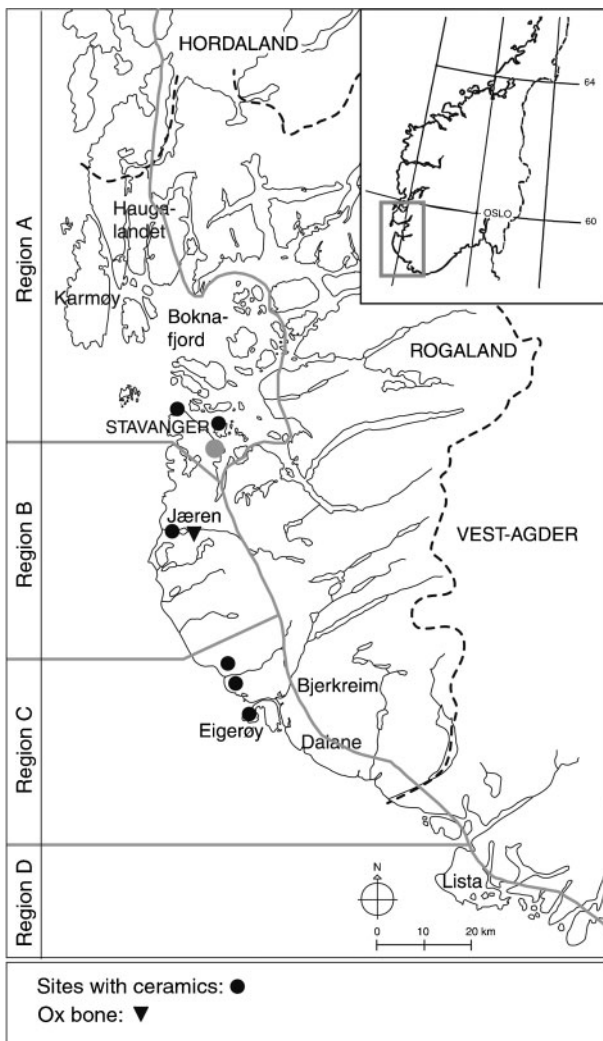 HORDALAND
64
OSLO
60
Region A
Hauga-
landet
Karmøy
Bokna-
fjord
ROGALAND
STAVANGER
Region B
Jæren
VEST-AGDER
Region C
Bjerkreim
Eigerøy
Dalane
Region D
Lista
N
0 10 20 km
Sites with ceramics:
Ox bone: